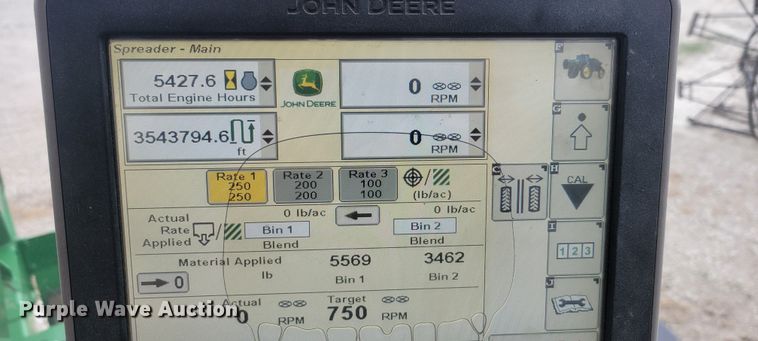 JOHN DEERE
Spreader - Main
F
5427.6
Total Engine Hours
JOHN DEERE
0
RPM
G
3543794.6
ft
0
RPM
Rate 1
250
250
Rate 2
200
200
Rate 3
100
100
(lb/ac)
C
H
CAL
Actual
Rate
Applied
0 lb/ac
Bin 1
Blend
0 lb/ac
Bin 2
Blend
I
1 2 3
Material Applied
lb
5569
Bin 1
3462
Bin 2
0
J
Actual
0 RPM
Target
750 RPM
Purple Wave Auction